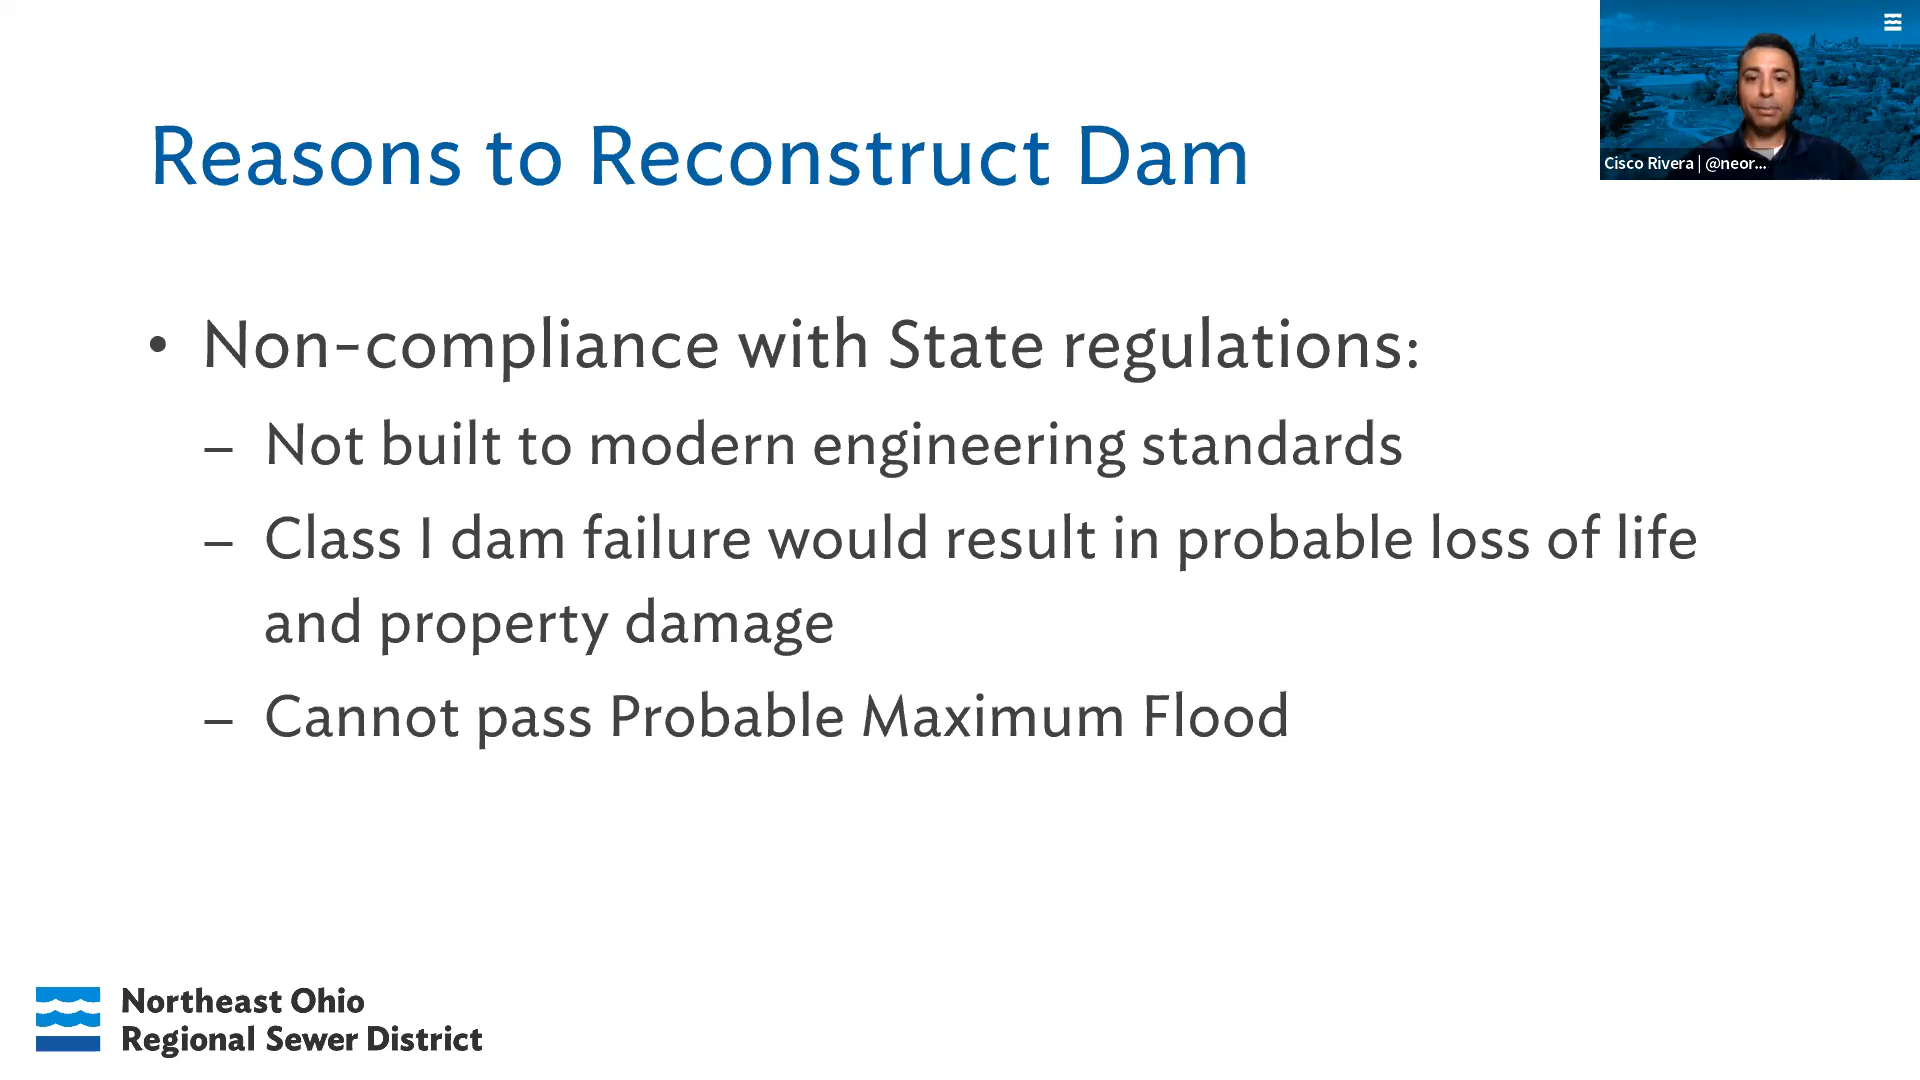 Reasons to Reconstruct Dam
Cisco Rivera | @neor...
• Non-compliance with State regulations:
– Not built to modern engineering standards
– Class I dam failure would result in probable loss of life
and property damage
– Cannot pass Probable Maximum Flood
Northeast Ohio
Regional Sewer District